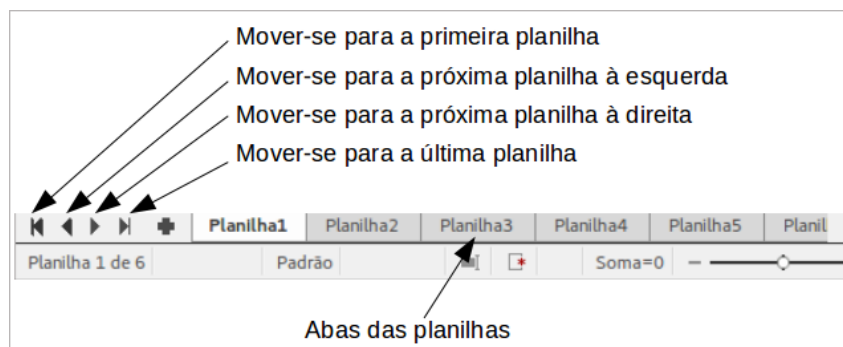 Mover-se para a primeira planilha
Mover-se para a próxima planilha à esquerda
Mover-se para a próxima planilha à direita
Mover-se para a última planilha
Planilha1 Planilha2 Planilha3 Planilha4 Planilha5 Planil
Planilha 1 de 6 Padrão Soma=0
Abas das planilhas